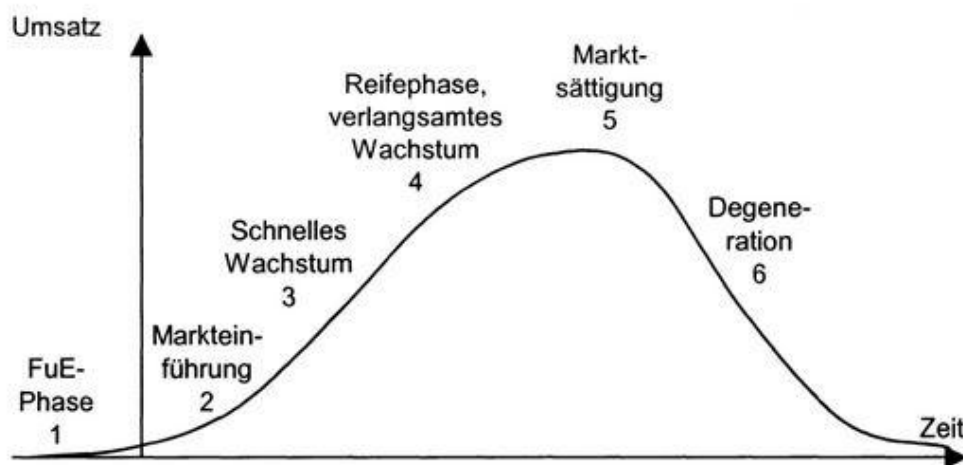 Umsatz
Markt-
sättigung
5
Reifephase,
verlangsamtes
Wachstum
4
Degene-
ration
6
Schnelles
Wachstum
3
Marktein-
führung
2
FuE-
Phase
1
Zeit